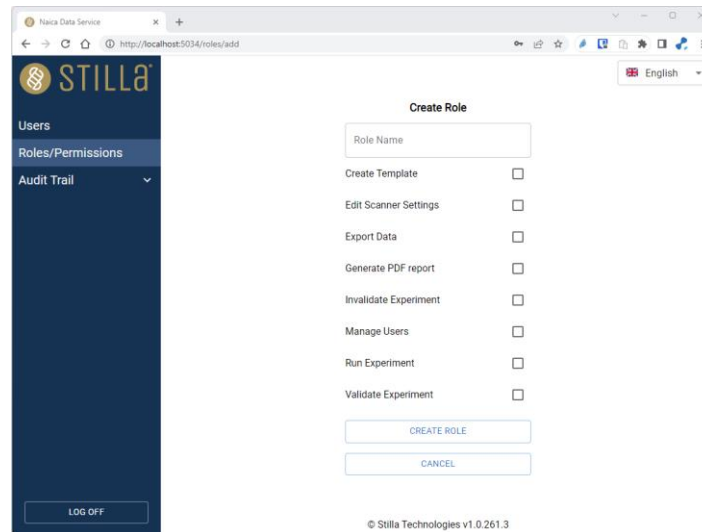 Naica Data Service
http://localhost:5034/roles/add
STILLa
English
Users
Roles/Permissions
Audit Trail
Create Role
Role Name
Create Template
Edit Scanner Settings
Export Data
Generate PDF report
Invalidate Experiment
Manage Users
Run Experiment
Validate Experiment
CREATE ROLE
CANCEL
LOG OFF
© Stilla Technologies v1.0.261.3